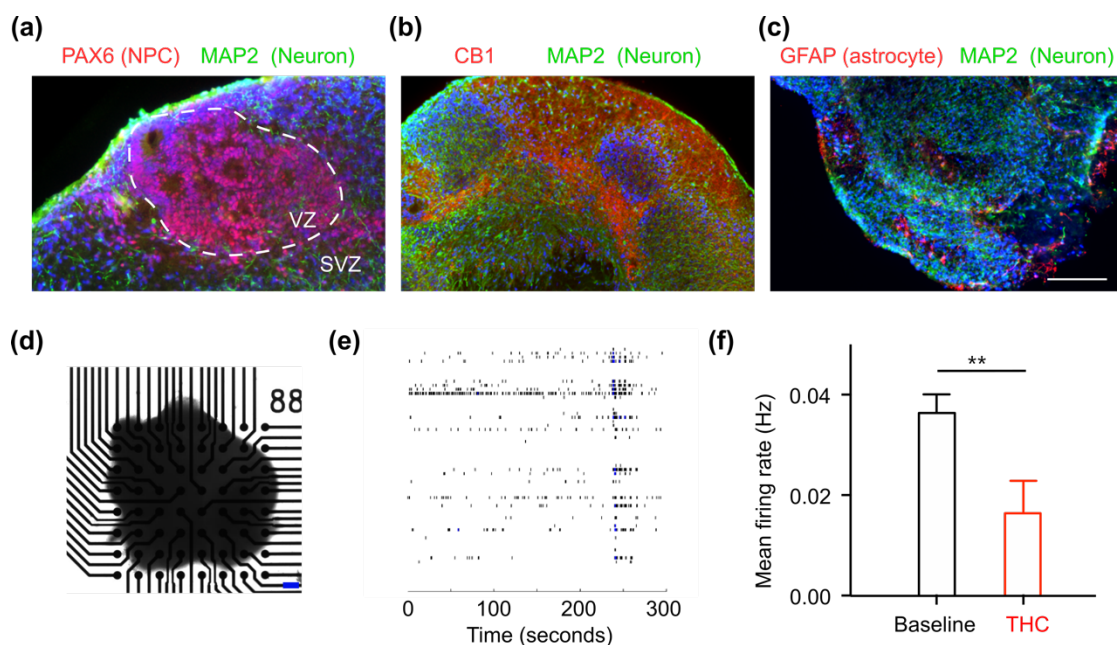 (a)
PAX6 (NPC) MAP2 (Neuron)
VZ
SVZ
(b)
CB1 MAP2 (Neuron)
(c)
GFAP (astrocyte) MAP2 (Neuron)
(d)
88
(e)
0 100 200 300
Time (seconds)
(f)
**
Mean firing rate (Hz)
0.04
0.02
0.00
Baseline THC